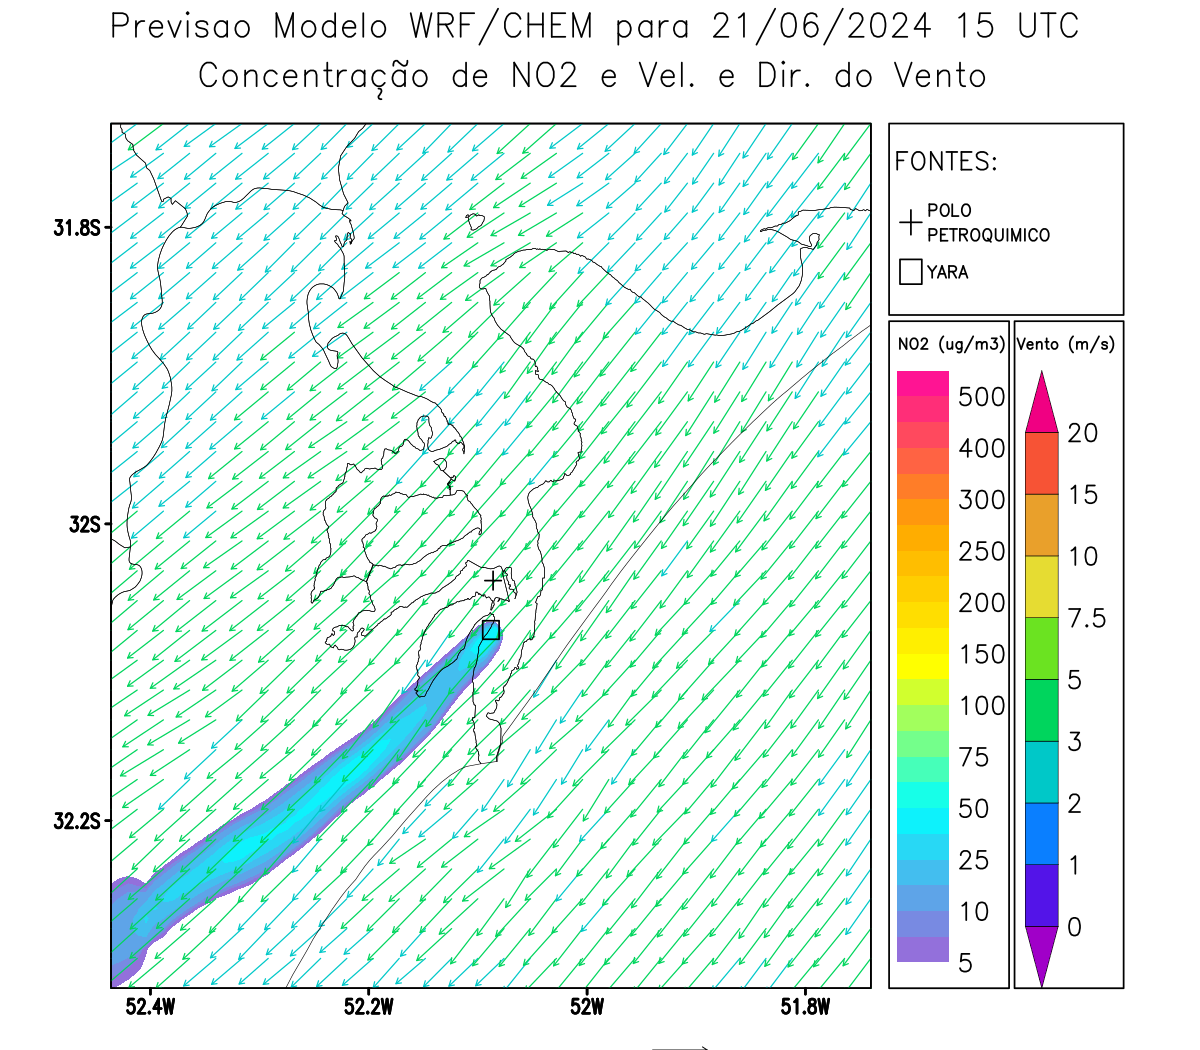 Previsao Modelo WRF/CHEM para 21/06/2024 15 UTC
Concentração de NO2 e Vel. e Dir. do Vento
FONTES:
POLO
PETROQUIMICO
YARA
NO2 (ug/m3)
500
400
300
250
200
150
100
75
50
25
10
5
Vento (m/s)
20
15
10
7.5
5
3
2
1
0
31.8S
32S
32.2S
52.4W
52.2W
52W
51.8W